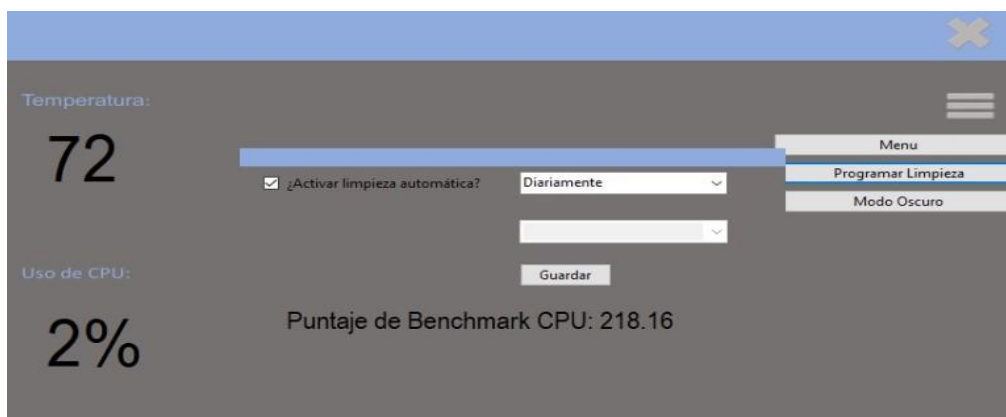 Temperatura:
72
Menu
Programar Limpieza
Modo Oscuro
¿Activar limpieza automática?
Diariamente
Guardar
Uso de CPU:
2%
Puntaje de Benchmark CPU: 218.16